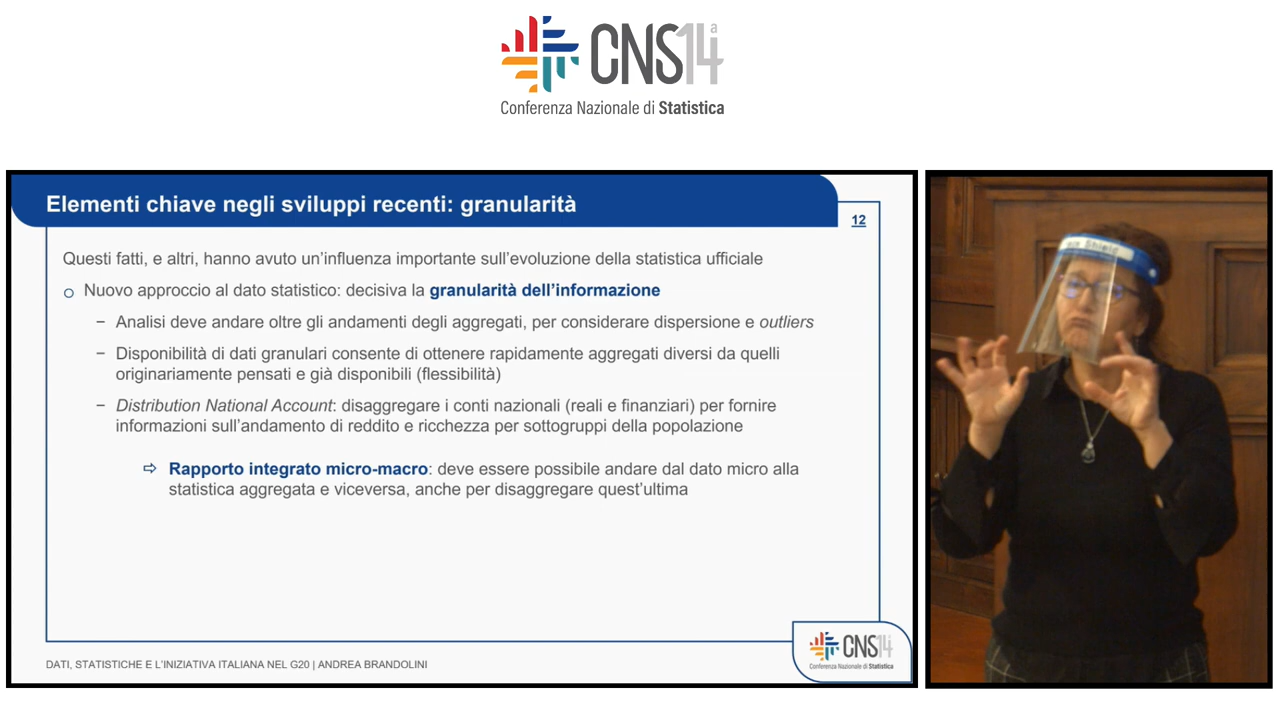 CNS14ª
Conferenza Nazionale di Statistica
Elementi chiave negli sviluppi recenti: granularità
12
Questi fatti, e altri, hanno avuto un'influenza importante sull'evoluzione della statistica ufficiale
o Nuovo approccio al dato statistico: decisiva la granularità dell'informazione
− Analisi deve andare oltre gli andamenti degli aggregati, per considerare dispersione e outliers
− Disponibilità di dati granulari consente di ottenere rapidamente aggregati diversi da quelli
originariamente pensati e già disponibili (flessibilità)
− Distribution National Account: disaggregare i conti nazionali (reali e finanziari) per fornire
informazioni sull'andamento di reddito e ricchezza per sottogruppi della popolazione
⇨ Rapporto integrato micro-macro: deve essere possibile andare dal dato micro alla
statistica aggregata e viceversa, anche per disaggregare quest'ultima
DATI, STATISTICHE E L'INIZIATIVA ITALIANA NEL G20 | ANDREA BRANDOLINI
CNS14ª
Conferenza Nazionale di Statistica
Shield